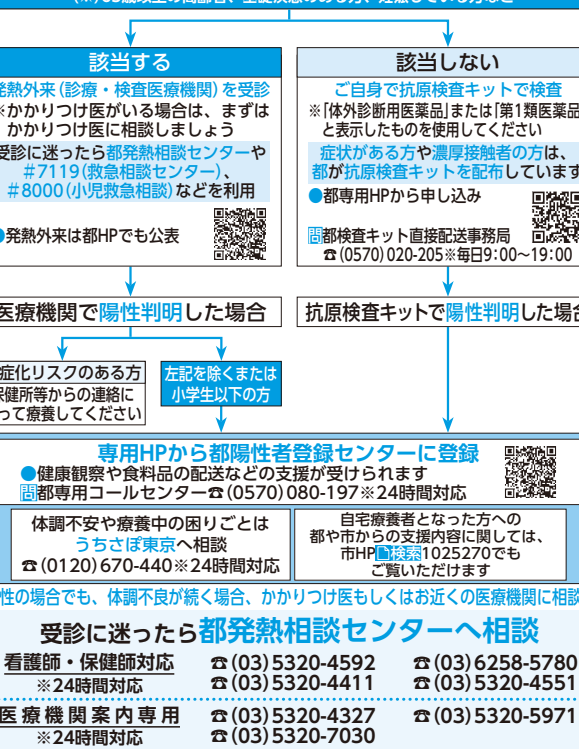 (※)65歳以上の高齢者、基礎疾患のある方、妊娠している方など
該当する
発熱外来(診療・検査医療機関)を受診
※かかりつけ医がいる場合は、まずは
かかりつけ医に相談しましょう
受診に迷ったら都発熱相談センターや
#7119(救急相談センター)、
#8000(小児救急相談)などを利用
●発熱外来は都HPでも公表
該当しない
ご自身で抗原検査キットで検査
※「体外診断用医薬品」または「第1類医薬品
と表示したものを使用してください
症状がある方や濃厚接触者の方は、
都が抗原検査キットを配布しています
●都専用HPから申し込み
問都検査キット直接配送事務局
☎(0570)020-205※毎日9:00~19:00
医療機関で陽性判明した場合
抗原検査キットで陽性判明した場合
症化リスクのある方
保健所等からの連絡に
って療養してください
左記を除くまたは
小学生以下の方
専用HPから都陽性者登録センターに登録
●健康観察や食料品の配送などの支援が受けられます
問都専用コールセンター☎(0570)080-197※24時間対応
体調不安や療養中の困りごとは
うちさぽ東京へ相談
☎(0120)670-440※24時間対応
自宅療養者となった方への
都や市からの支援内容に関しては、
市HP検索1025270でも
ご覧いただけます
性の場合でも、体調不良が続く場合、かかりつけ医もしくはお近くの医療機関に相談
受診に迷ったら都発熱相談センターへ相談
看護師・保健師対応 ☎(03)5320-4592 ☎(03)6258-5780
※24時間対応 ☎(03)5320-4411 ☎(03)5320-4551
医療機関案内専用 ☎(03)5320-4327 ☎(03)5320-5971
※24時間対応 ☎(03)5320-7030